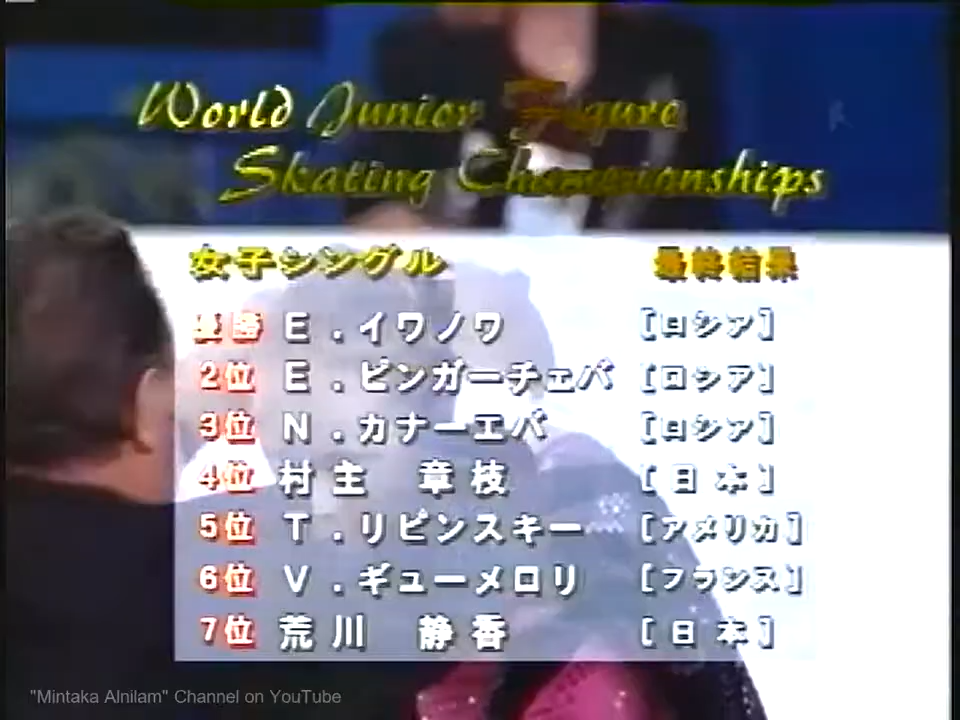 World Junior Figure
Skating Championships
女子シングル 最終結果
優勝 E.イワノワ [ロシア]
2位 E.ピンガーチェバ [ロシア]
3位 N.カナーエバ [ロシア]
4位 村主 章枝 [日本]
5位 T.リピンスキー [アメリカ]
6位 V.ギューメロリ [フランス]
7位 荒川 静香 [日本]
"Mintaka Alnilam" Channel on YouTube